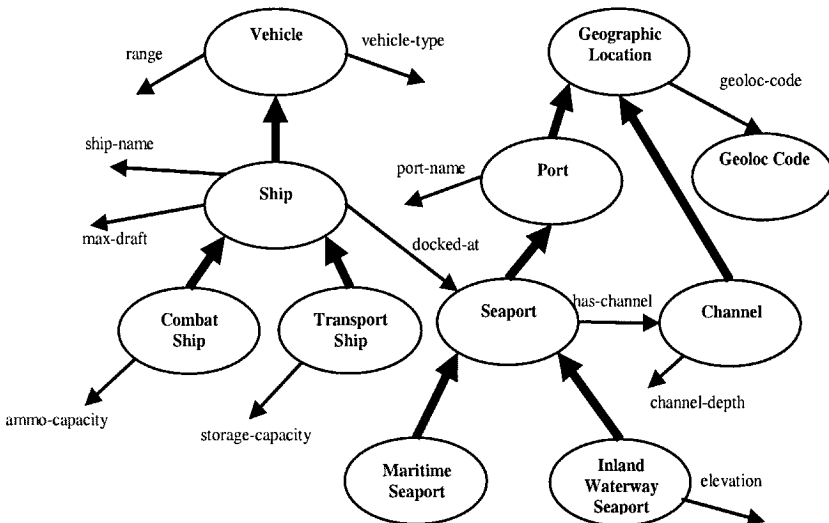 Vehicle
range
vehicle-type
Geographic
Location
geoloc-code
ship-name
Ship
port-name
Port
Geoloc Code
max-draft
docked-at
Combat
Ship
Transport
Ship
Seaport
has-channel
Channel
ammo-capacity
storage-capacity
channel-depth
Maritime
Seaport
Inland
Waterway
Seaport
elevation